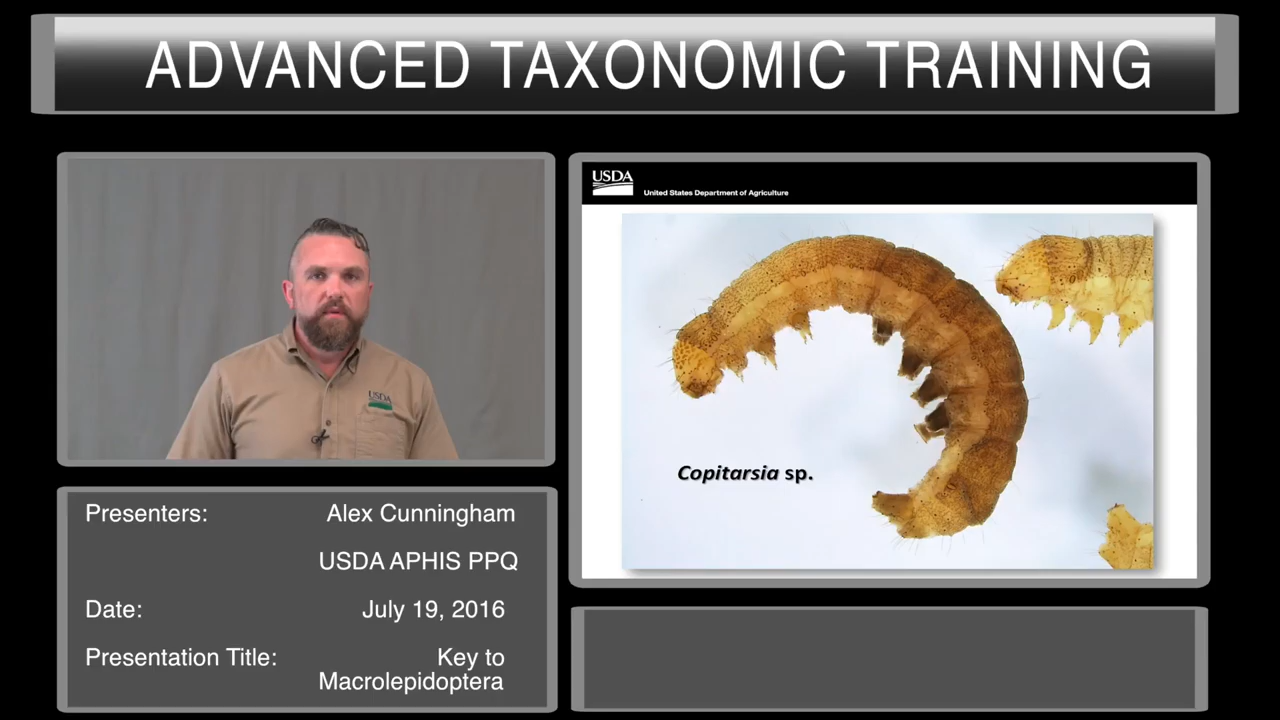 ADVANCED TAXONOMIC TRAINING
USDA
United States Department of Agriculture
USDA
Copitarsia sp.
Presenters: Alex Cunningham
USDA APHIS PPQ
Date: July 19, 2016
Presentation Title: Key to
Macrolepidoptera